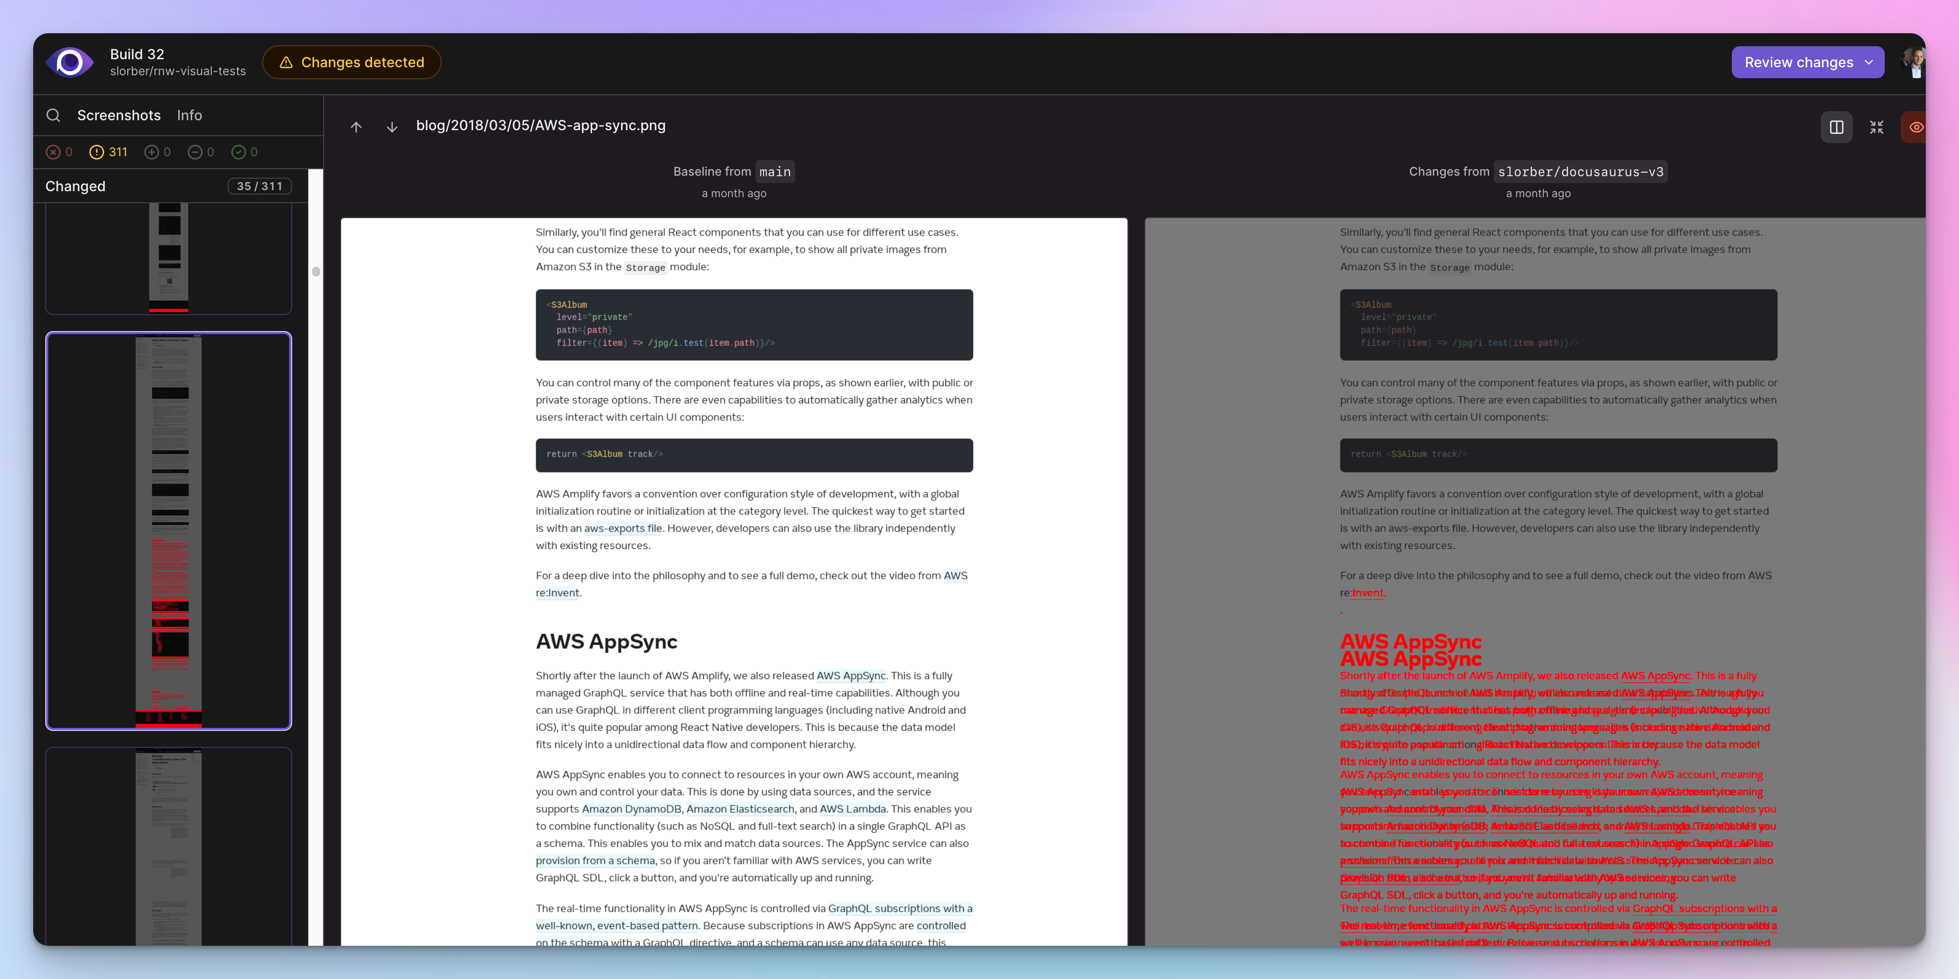 Build 32
slorber/rnw-visual-tests
Changes detected
Review changes
Screenshots
Info
0
311
0
0
0
Changed
35 / 311
blog/2018/03/05/AWS-app-sync.png
Baseline from main
a month ago
Changes from slorber/docusaurus-v3
a month ago
Similarly, you'll find general React components that you can use for different use cases.
You can customize these to your needs, for example, to show all private images from
Amazon S3 in the Storage module:
<S3Album
level="private"
path={path}
filter={(item) => /jpg/i.test(item.path)}/>
You can control many of the component features via props, as shown earlier, with public or
private storage options. There are even capabilities to automatically gather analytics when
users interact with certain UI components:
return <S3Album track/>
AWS Amplify favors a convention over configuration style of development, with a global
initialization routine or initialization at the category level. The quickest way to get started
is with an aws-exports file. However, developers can also use the library independently
with existing resources.
For a deep dive into the philosophy and to see a full demo, check out the video from AWS
re:Invent.
AWS AppSync
Shortly after the launch of AWS Amplify, we also released AWS AppSync. This is a fully
managed GraphQL service that has both offline and real-time capabilities. Although you
can use GraphQL in different client programming languages (including native Android and
iOS), it's quite popular among React Native developers. This is because the data model
fits nicely into a unidirectional data flow and component hierarchy.
AWS AppSync enables you to connect to resources in your own AWS account, meaning
you own and control your data. This is done by using data sources, and the service
supports Amazon DynamoDB, Amazon Elasticsearch, and AWS Lambda. This enables you
to combine functionality (such as NoSQL and full-text search) in a single GraphQL API as
a schema. This enables you to mix and match data sources. The AppSync service can also
provision from a schema, so if you aren't familiar with AWS services, you can write
GraphQL SDL, click a button, and you're automatically up and running.
The real-time functionality in AWS AppSync is controlled via GraphQL subscriptions with a
well-known, event-based pattern. Because subscriptions in AWS AppSync are controlled
on the schema with a GraphQL directive, and a schema can use any data source, this
Similarly, you'll find general React components that you can use for different use cases.
You can customize these to your needs, for example, to show all private images from
Amazon S3 in the Storage module:
<S3Album
level="private"
path={path}
filter={(item) => /jpg/i.test(item.path)}/>
You can control many of the component features via props, as shown earlier, with public or
private storage options. There are even capabilities to automatically gather analytics when
users interact with certain UI components:
return <S3Album track/>
AWS Amplify favors a convention over configuration style of development, with a global
initialization routine or initialization at the category level. The quickest way to get started
is with an aws-exports file. However, developers can also use the library independently
with existing resources.
For a deep dive into the philosophy and to see a full demo, check out the video from AWS
re:Invent.
.
AWS AppSync
AWS AppSync
Shortly after the launch of AWS Amplify, we also released AWS AppSync. This is a fully
fits nicely into a unidirectional data flow and component hierarchy.
AWS AppSync enables you to connect to resources in your own AWS account, meaning
GraphQL SDL, click a button, and you're automatically up and running.
The real-time functionality in AWS AppSync is controlled via GraphQL subscriptions with a